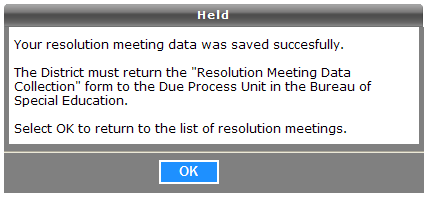 Held
Your resolution meeting data was saved succesfully.
The District must return the "Resolution Meeting Data
Collection" form to the Due Process Unit in the Bureau of
Special Education.
Select OK to return to the list of resolution meetings.
OK